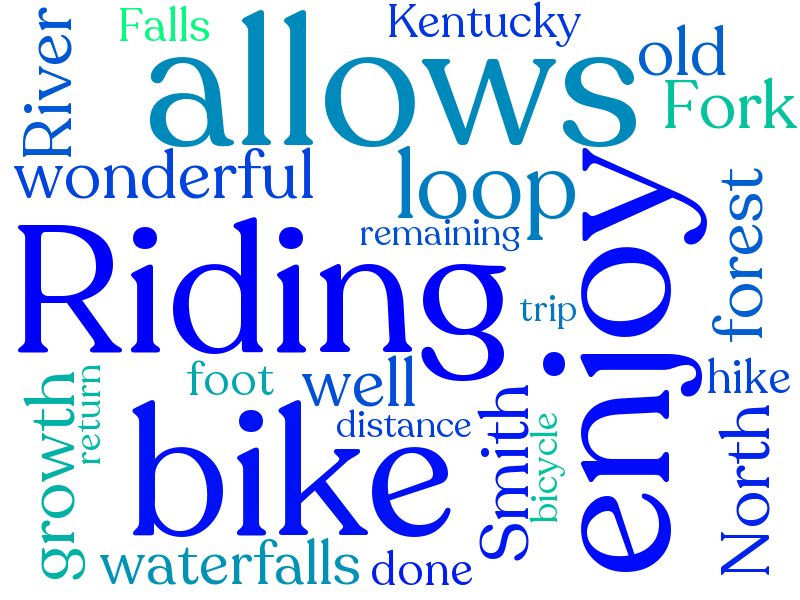 Falls
Kentucky
River
allows
old
Fork
wonderful
loop
enjoy
forest
remaining
Riding
trip
foot
well
hike
growth
return
distance
Smith
bicycle
bike
North
waterfalls
done